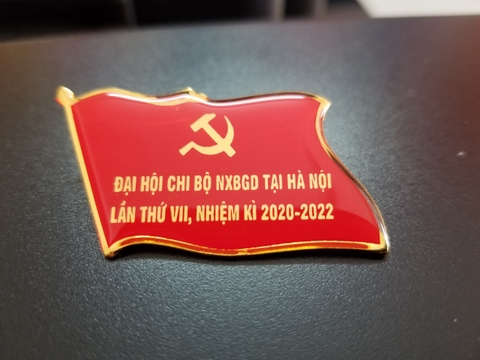 ĐẠI HỘI CHI BỘ NXBGD TẠI HÀ NỘI
LẦN THỨ VII, NHIỆM KÌ 2020-2022